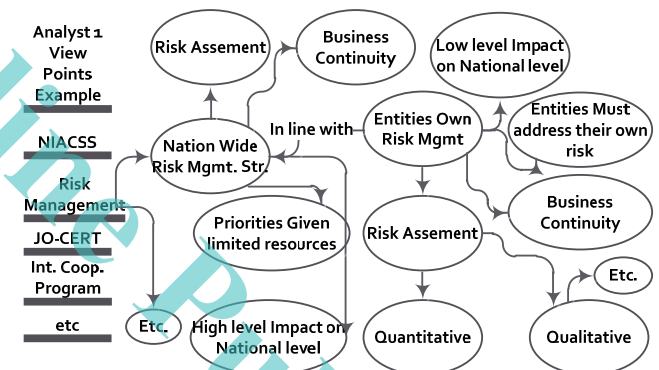 Analyst 1
View
Points
Example
NIACSS
Risk
Management
JO-CERT
Int. Coop.
Program
etc
Risk Assement
Business
Continuity
Low level Impact
on National level
Nation Wide
Risk Mgmt. Str.
In line with
Entities Own
Risk Mgmt
Entities Must
address their own
risk
Priorities Given
limited resources
Risk Assement
Business
Continuity
Etc.
Etc.
High level Impact on
National level
Quantitative
Qualitative
line Pu